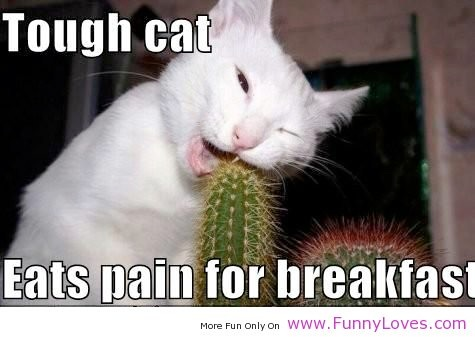 Tough cat
Eats pain for breakfast
More Fun Only On www.FunnyLoves.com